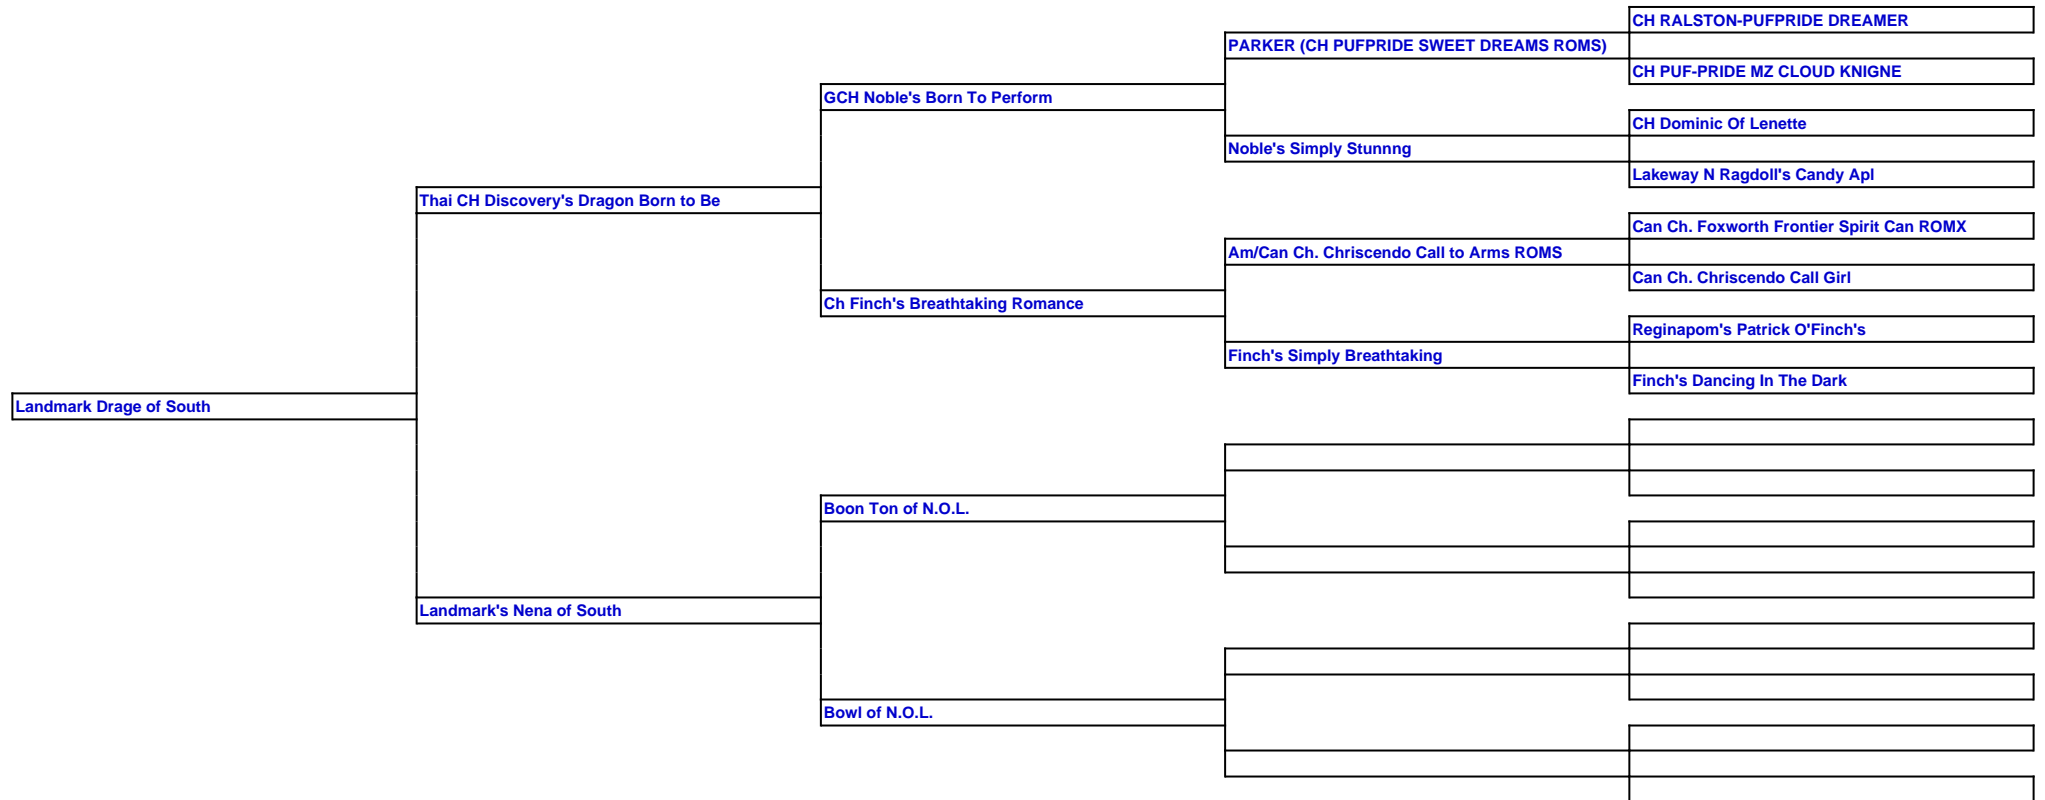 CH RALSTON-PUFPRIDE DREAMER
PARKER (CH PUFPRIDE SWEET DREAMS ROMS)
CH PUF-PRIDE MZ CLOUD KNIGNE
GCH Noble's Born To Perform
CH Dominic Of Lenette
Noble's Simply Stunnng
Lakeway N Ragdoll's Candy Apl
Thai CH Discovery's Dragon Born to Be
Can Ch. Foxworth Frontier Spirit Can ROMX
Am/Can Ch. Chriscendo Call to Arms ROMS
Can Ch. Chriscendo Call Girl
Ch Finch's Breathtaking Romance
Reginapom's Patrick O'Finch's
Finch's Simply Breathtaking
Finch's Dancing In The Dark
Landmark Drage of South
Boon Ton of N.O.L.
Landmark's Nena of South
Bowl of N.O.L.